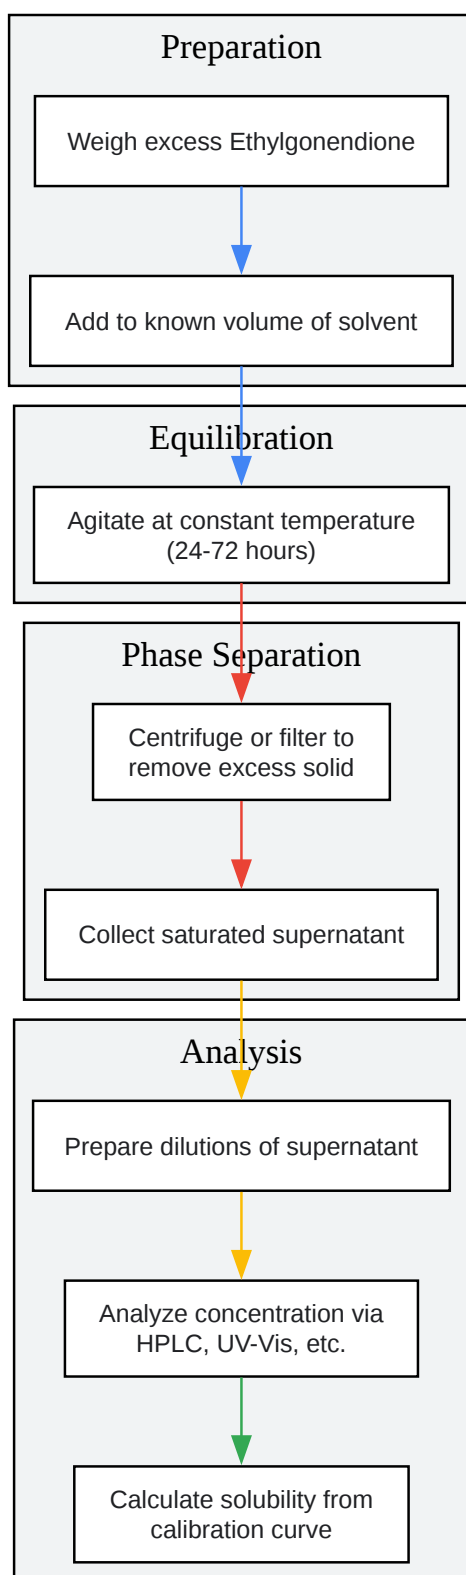 Preparation
Weigh excess Ethylgonendione
Add to known volume of solvent
Equilibration
Agitate at constant temperature
(24-72 hours)
Phase Separation
Centrifuge or filter to
remove excess solid
Collect saturated supernatant
Analysis
Prepare dilutions of supernatant
Analyze concentration via
HPLC, UV-Vis, etc.
Calculate solubility from
calibration curve